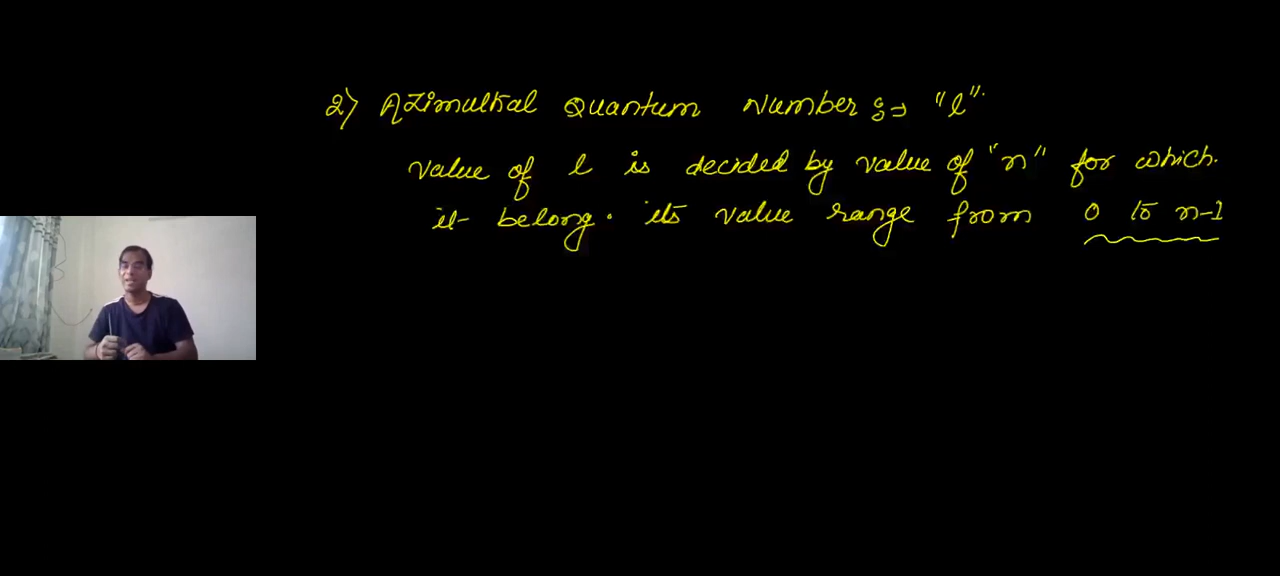 2) Azimuthal Quantum Number :→ "l"
value of l is decided by value of "n" for which
it belong. its value range from 0 to n-1